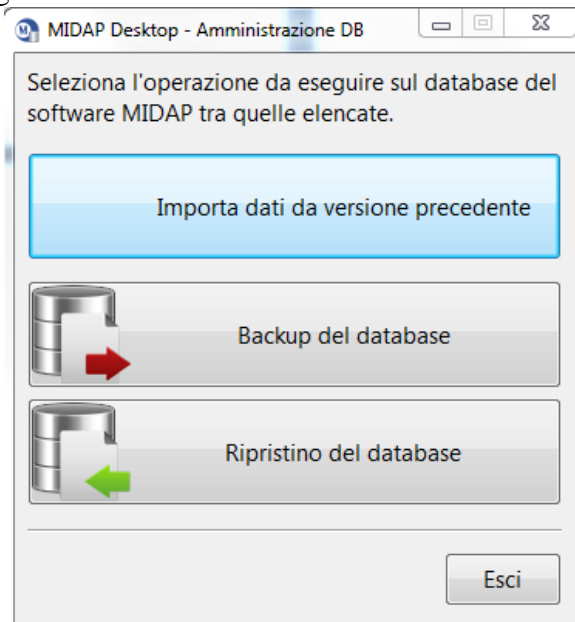 MIDAP Desktop - Amministrazione DB
Seleziona l'operazione da eseguire sul database del
software MIDAP tra quelle elencate.
Importa dati da versione precedente
Backup del database
Ripristino del database
Esci